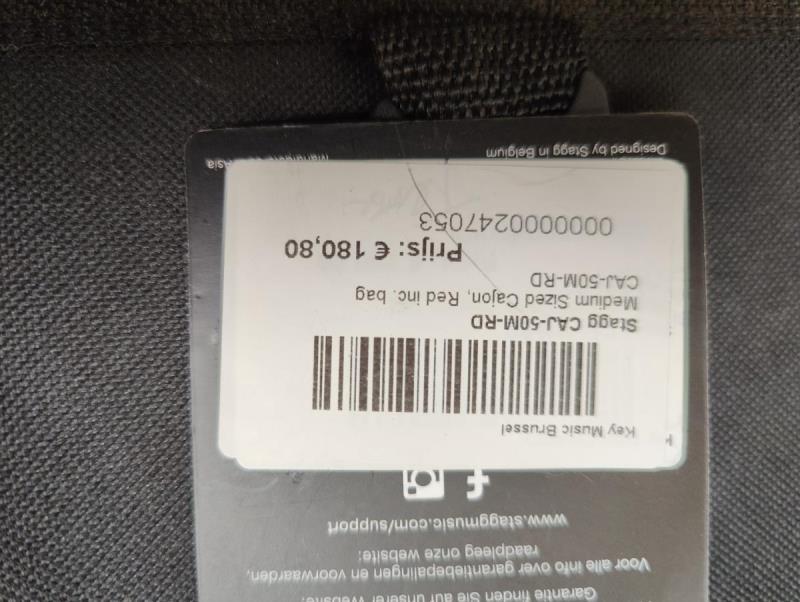 Garantie finden Sie auf unserer Website:
Voor alle info over garantiebepalingen en voorwaarden,
raadpleeg onze website:
www.staggmusic.com/support
Key Music Brussel
Stagg CAJ-50M-RD
Medium Sized Cajon, Red inc. bag
CAJ-50M-RD
Prijs: € 180,80
0000000247053
Designed by Stagg in Belgium